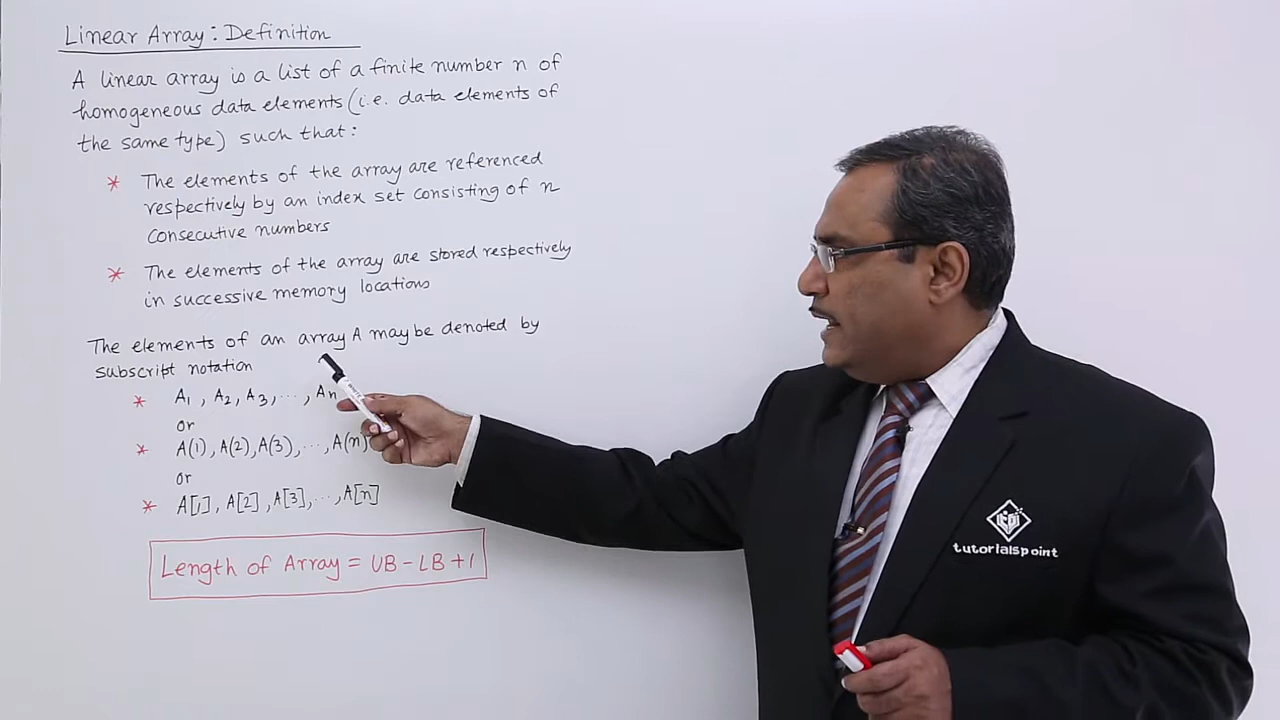 Linear Array : Definition
A linear array is a list of a finite number n of
homogeneous data elements (i.e. data elements of
the same type) such that :
* The elements of the array are referenced
respectively by an index set consisting of n
consecutive numbers
* The elements of the array are stored respectively
in successive memory locations
The elements of an array A may be denoted by
subscript notation
* A₁ , A₂ , A₃ , ... , An
or
* A(1) , A(2) , A(3) , ... , A(n)
or
* A[1] , A[2] , A[3] , ... , A[n]
Length of Array = UB - LB + 1
tutorialspoint